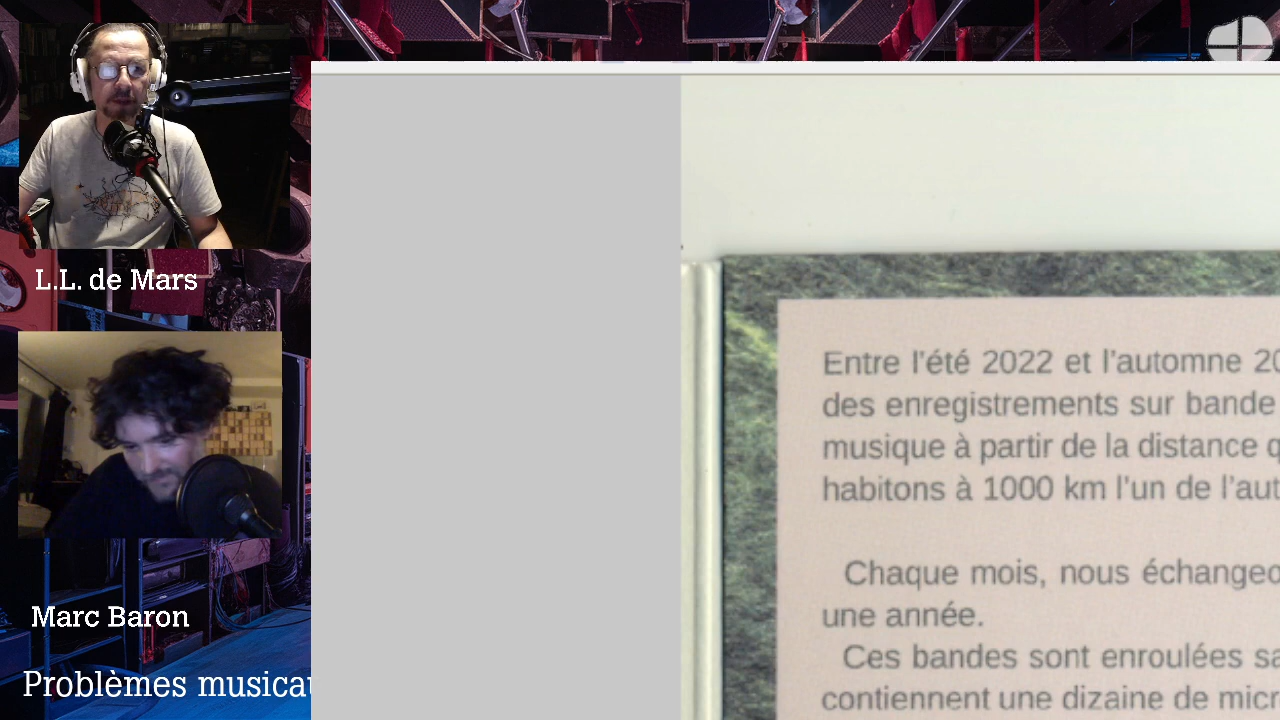 L.L. de Mars
Marc Baron
Problèmes musica
Entre l'été 2022 et l'automne 20
des enregistrements sur bande
musique à partir de la distance q
habitons à 1000 km l'un de l'aut
Chaque mois, nous échangeo
une année.
Ces bandes sont enroulées sa
contiennent une dizaine de micr